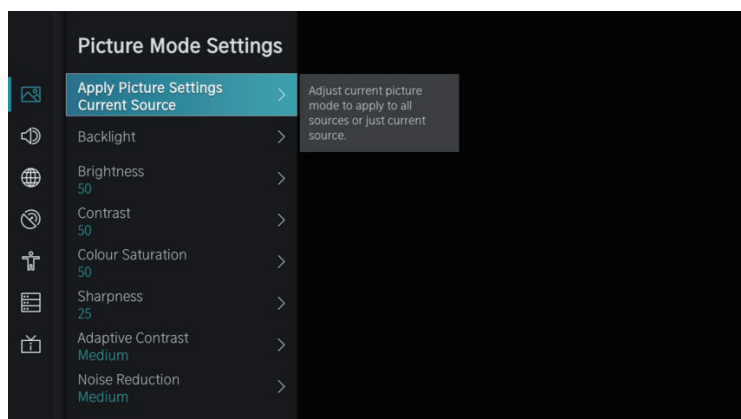 Picture Mode Settings
Apply Picture Settings
Current Source
Adjust current picture
mode to apply to all
sources or just current
source.
Backlight
Brightness
50
Contrast
50
Colour Saturation
50
Sharpness
25
Adaptive Contrast
Medium
Noise Reduction
Medium